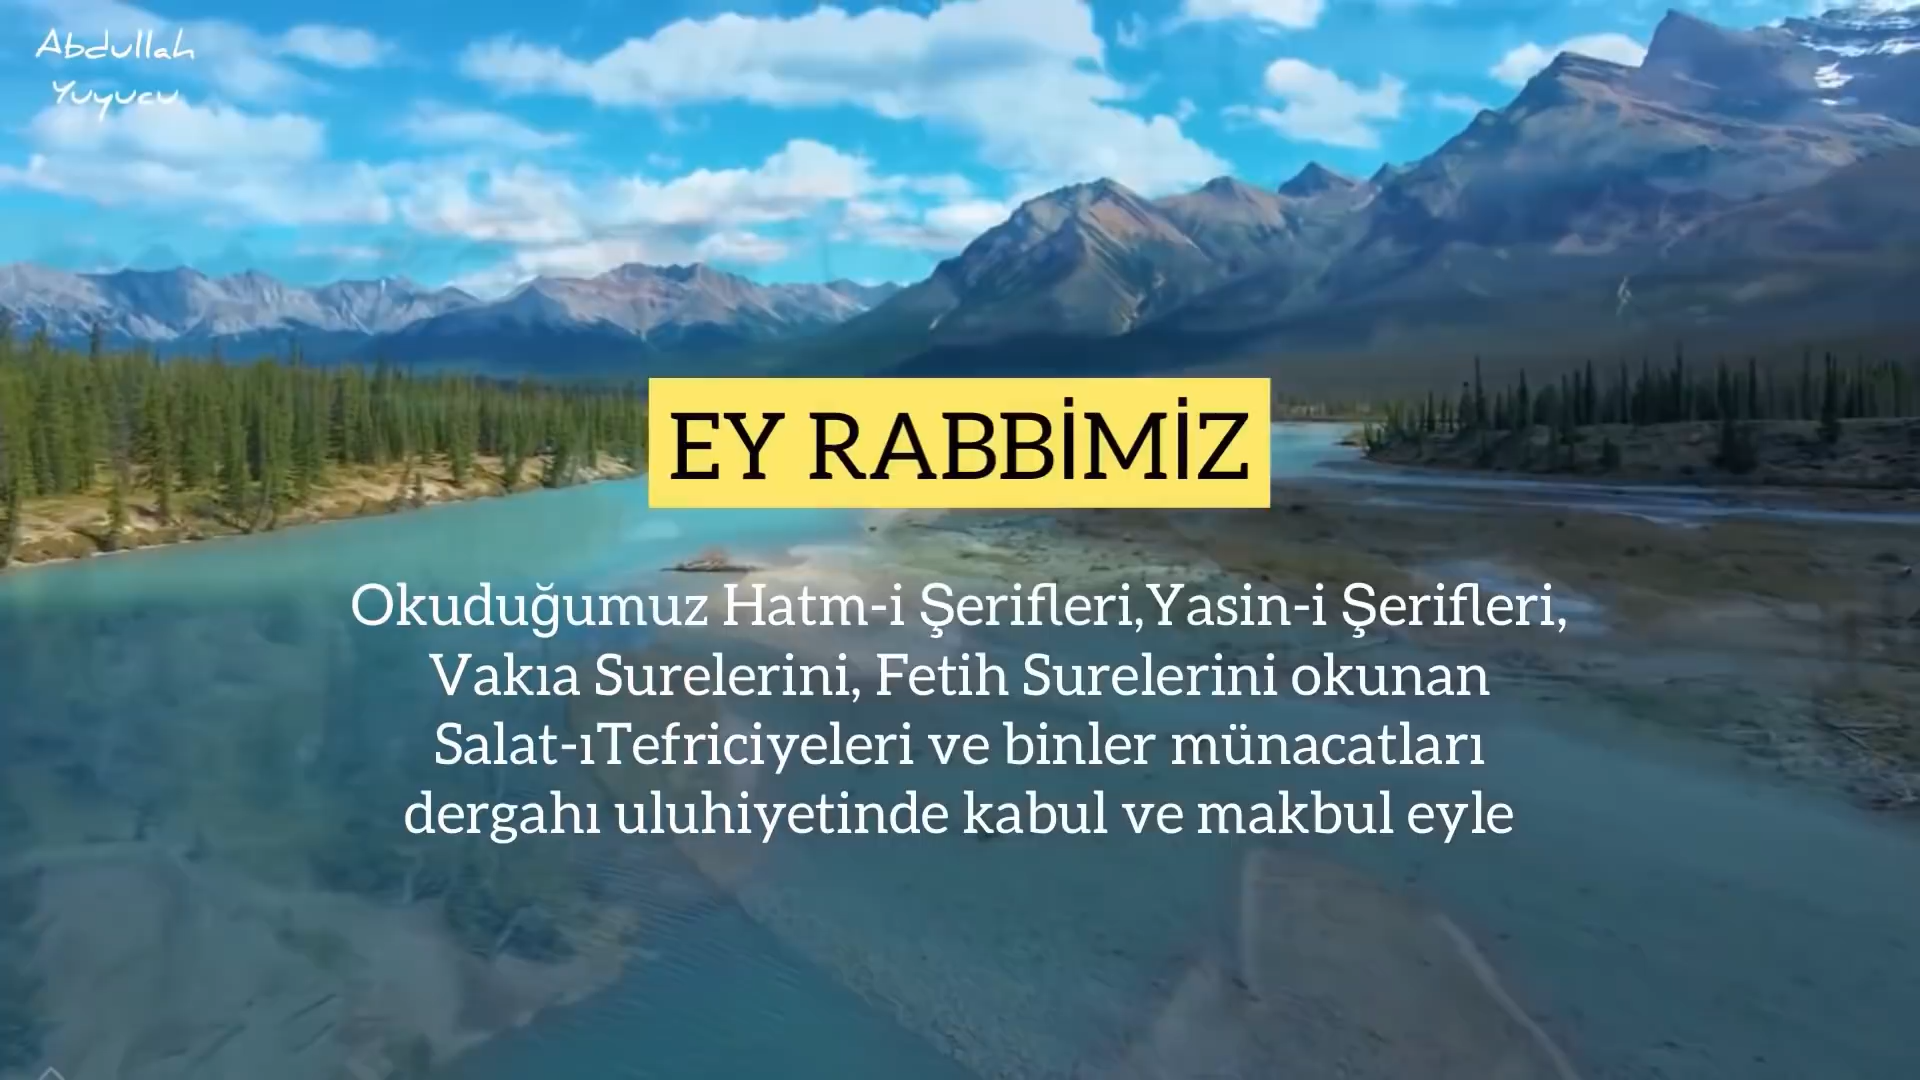 Abdullah
Yuyucu
EY RABBİMİZ
Okuduğumuz Hatm-i Şerifleri,Yasin-i Şerifleri,
Vakıa Surelerini, Fetih Surelerini okunan
Salat-ıTefriciyeleri ve binler münacatları
dergahı uluhiyetinde kabul ve makbul eyle